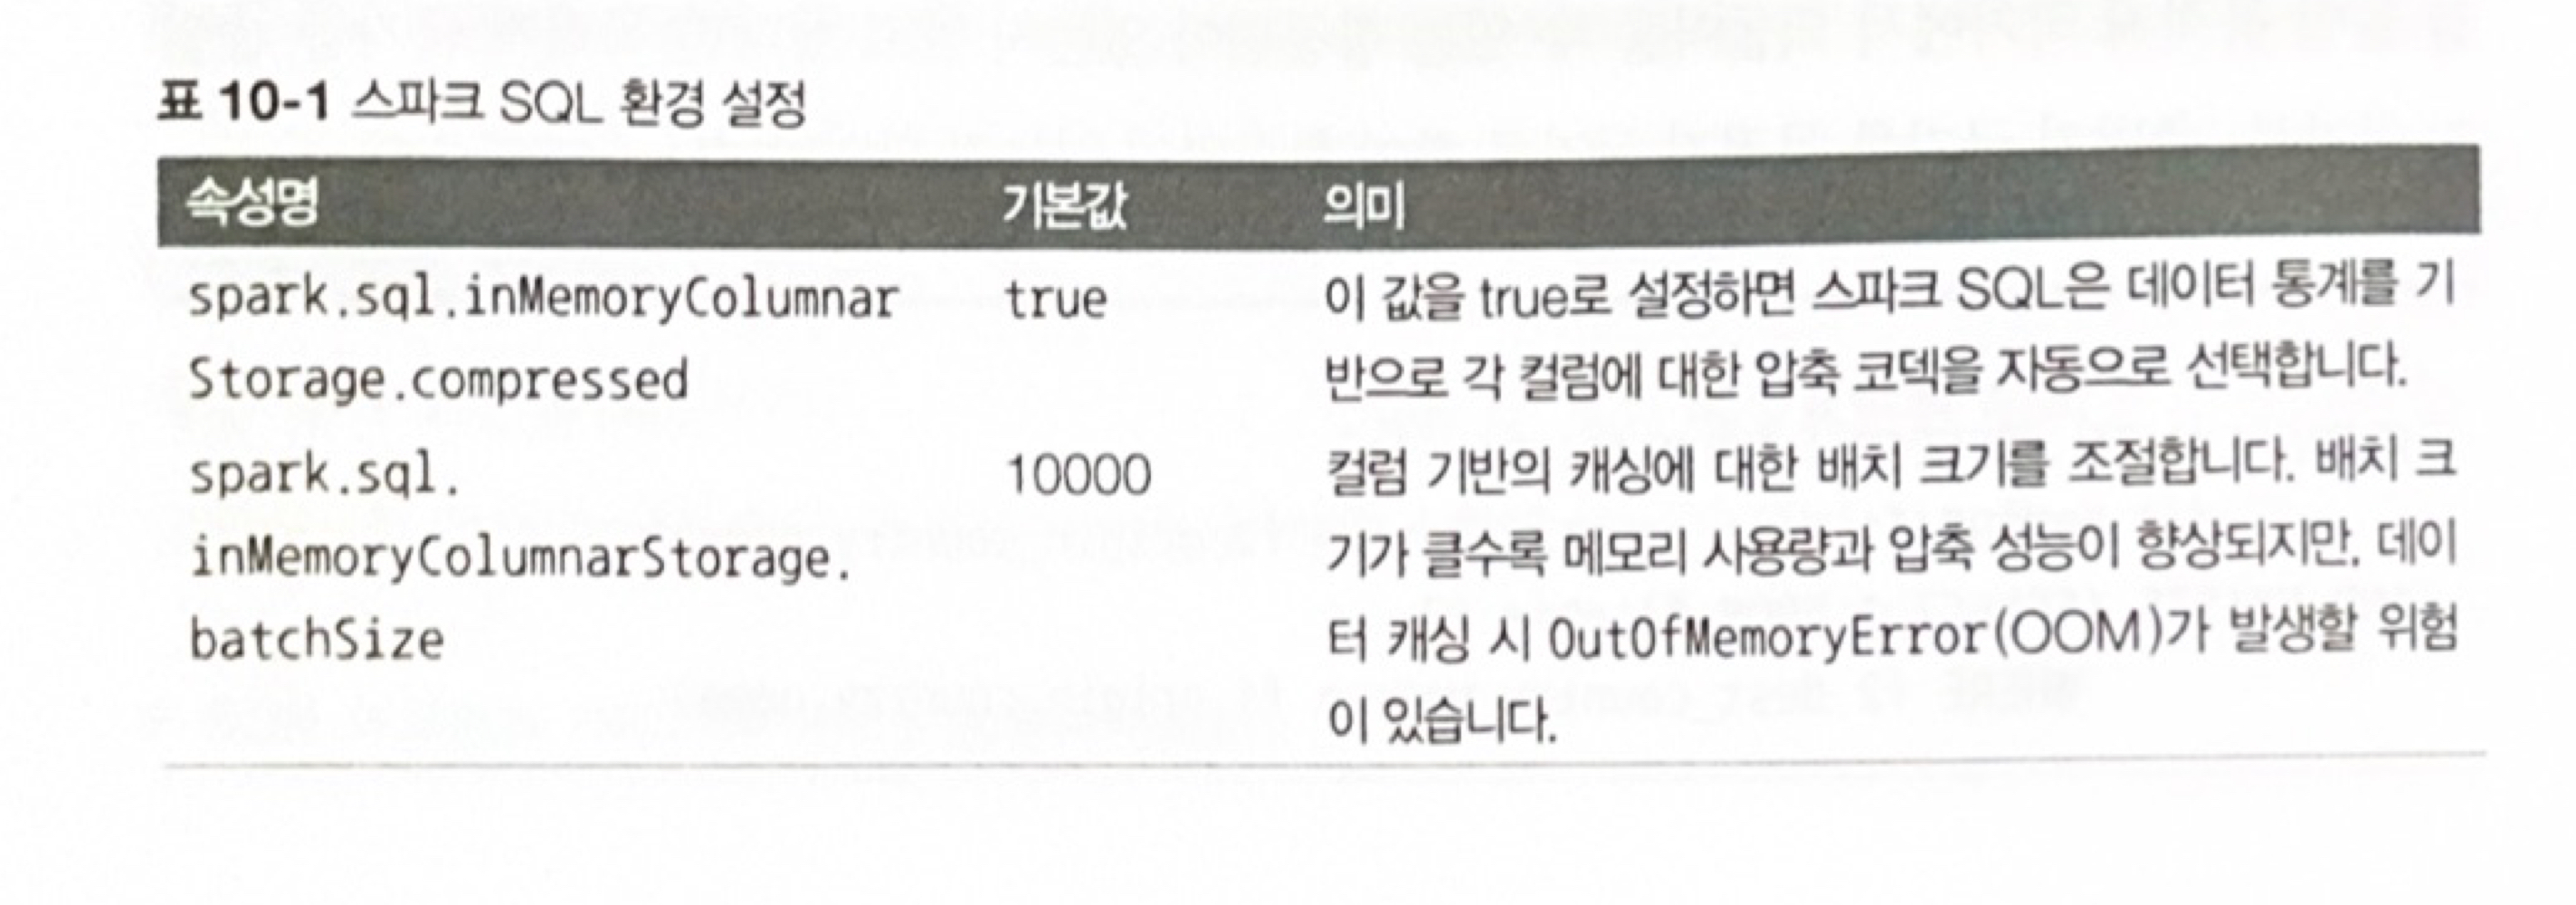 표 10-1 스파크 SQL 환경 설정
속성명 기본값 의미
spark.sql.inMemoryColumnar true 이 값을 true로 설정하면 스파크 SQL은 데이터 통계를 기
Storage.compressed 반으로 각 컬럼에 대한 압축 코덱을 자동으로 선택합니다.
spark.sql. 10000 컬럼 기반의 캐싱에 대한 배치 크기를 조절합니다. 배치 크
inMemoryColumnarStorage. 기가 클수록 메모리 사용량과 압축 성능이 향상되지만, 데이
batchSize 터 캐싱 시 OutOfMemoryError(OOM)가 발생할 위험
이 있습니다.